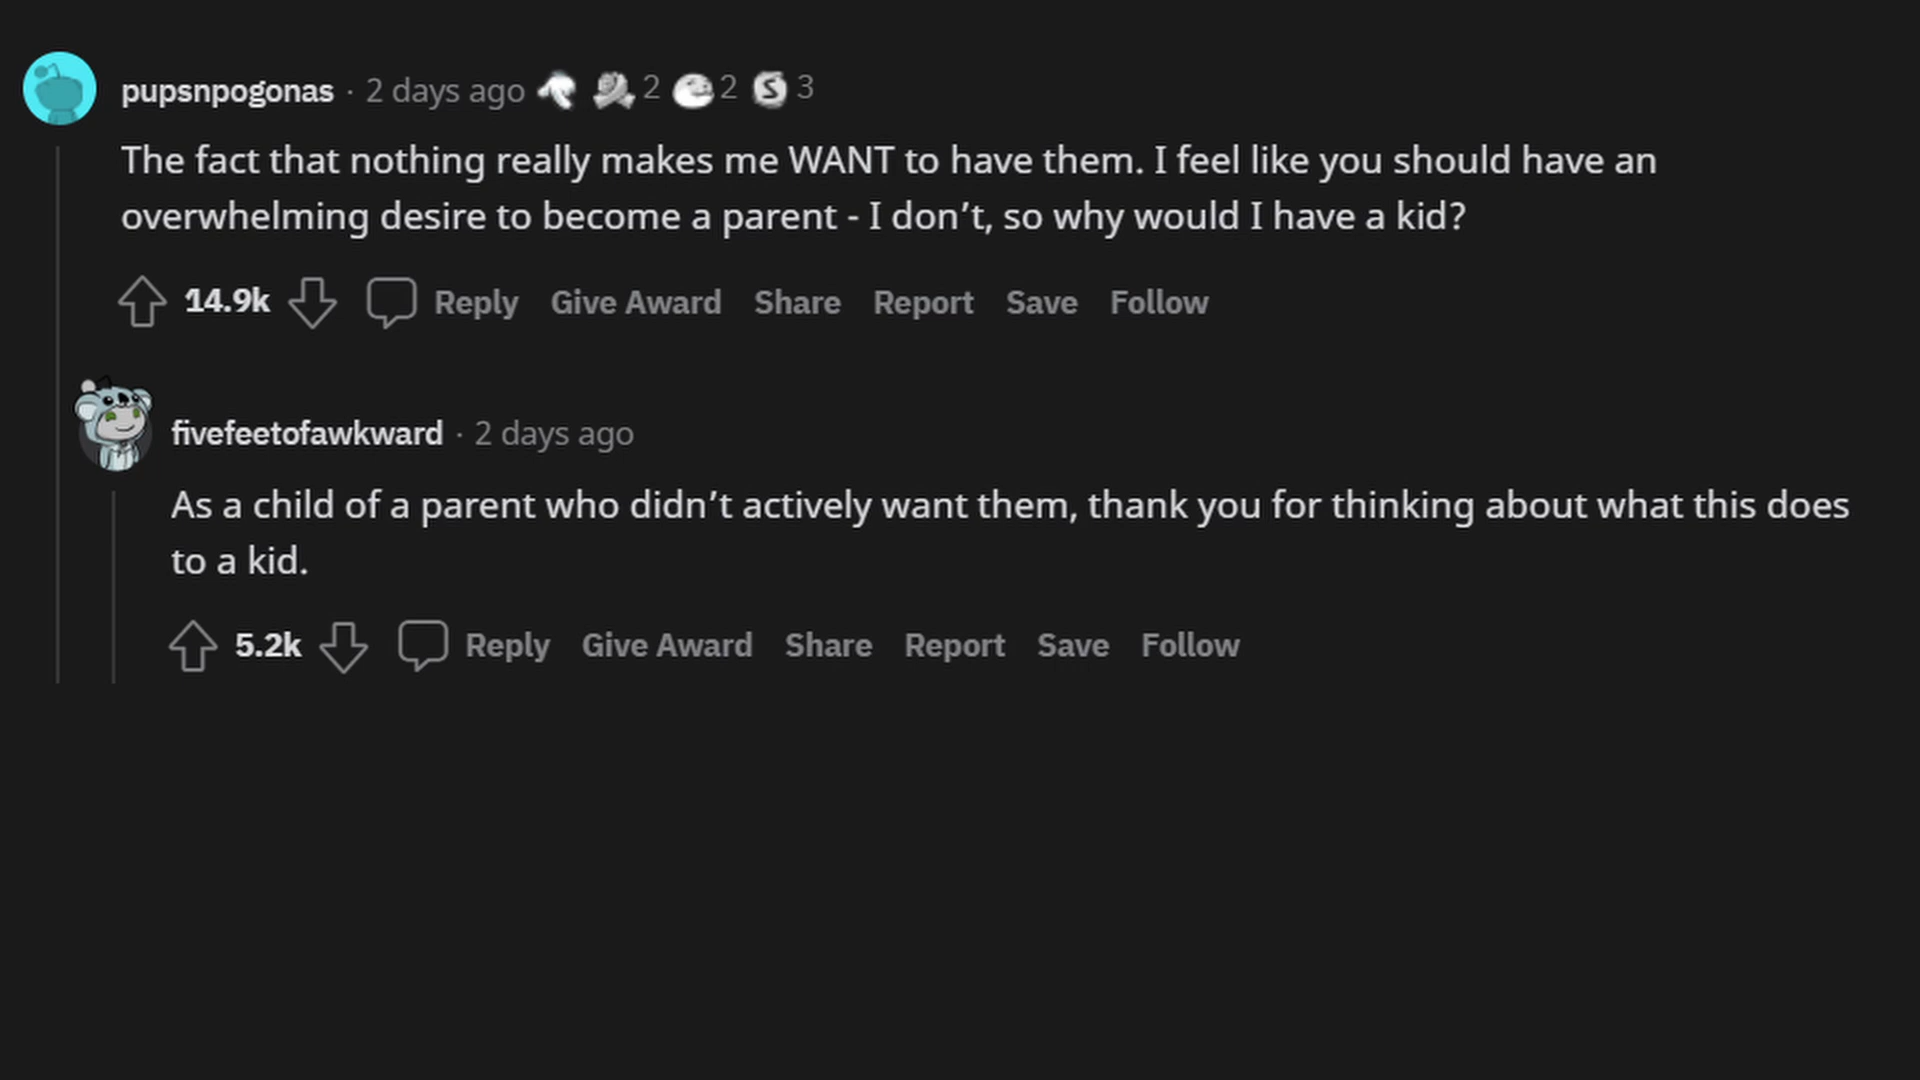 pupsnpogonas · 2 days ago 2 2 S 3
The fact that nothing really makes me WANT to have them. I feel like you should have an
overwhelming desire to become a parent - I don’t, so why would I have a kid?
14.9k Reply Give Award Share Report Save Follow
fivefeetofawkward · 2 days ago
As a child of a parent who didn’t actively want them, thank you for thinking about what this does
to a kid.
5.2k Reply Give Award Share Report Save Follow